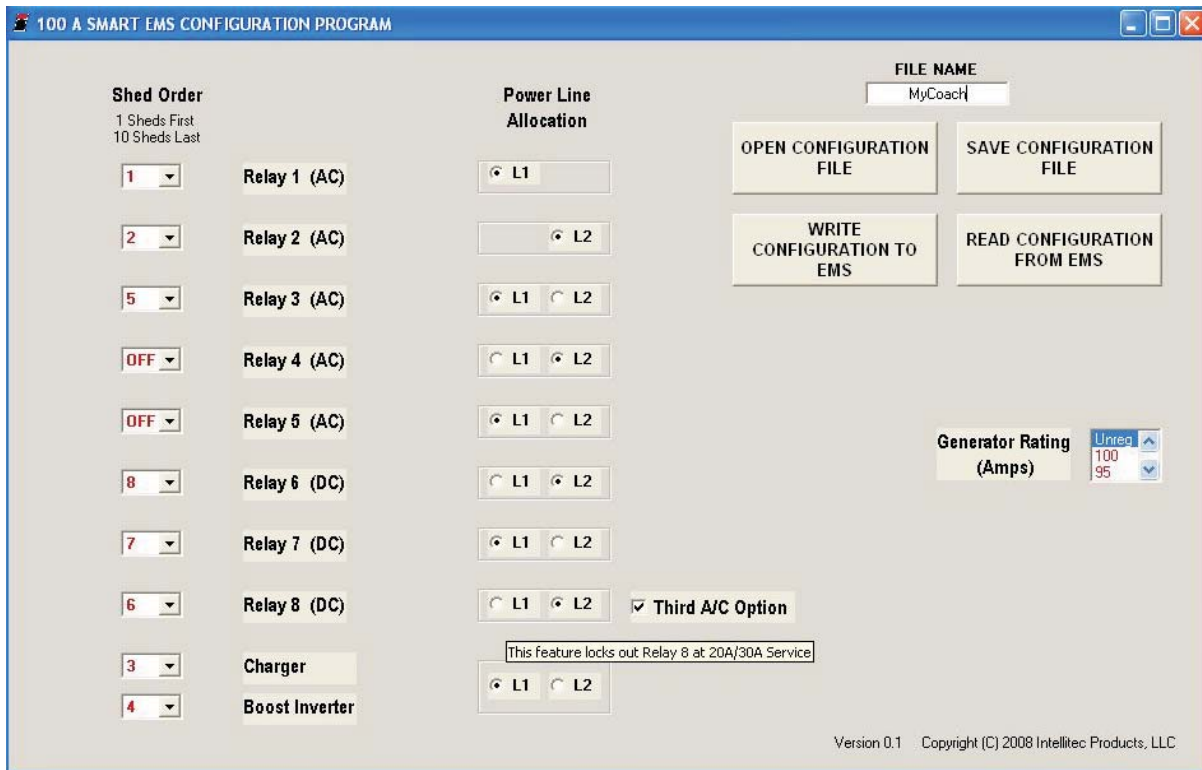 100 A SMART EMS CONFIGURATION PROGRAM
FILE NAME
MyCoach
Shed Order
1 Sheds First
10 Sheds Last
Power Line
Allocation
OPEN CONFIGURATION
FILE
SAVE CONFIGURATION
FILE
WRITE
CONFIGURATION TO
EMS
READ CONFIGURATION
FROM EMS
1 Relay 1 (AC) L1
2 Relay 2 (AC) L2
5 Relay 3 (AC) L1 L2
OFF Relay 4 (AC) L1 L2
OFF Relay 5 (AC) L1 L2
Generator Rating
(Amps)
Unreg
100
95
8 Relay 6 (DC) L1 L2
7 Relay 7 (DC) L1 L2
6 Relay 8 (DC) L1 L2 Third A/C Option
This feature locks out Relay 8 at 20A/30A Service
3 Charger
L1 L2
4 Boost Inverter
Version 0.1 Copyright (C) 2008 Intellitec Products, LLC